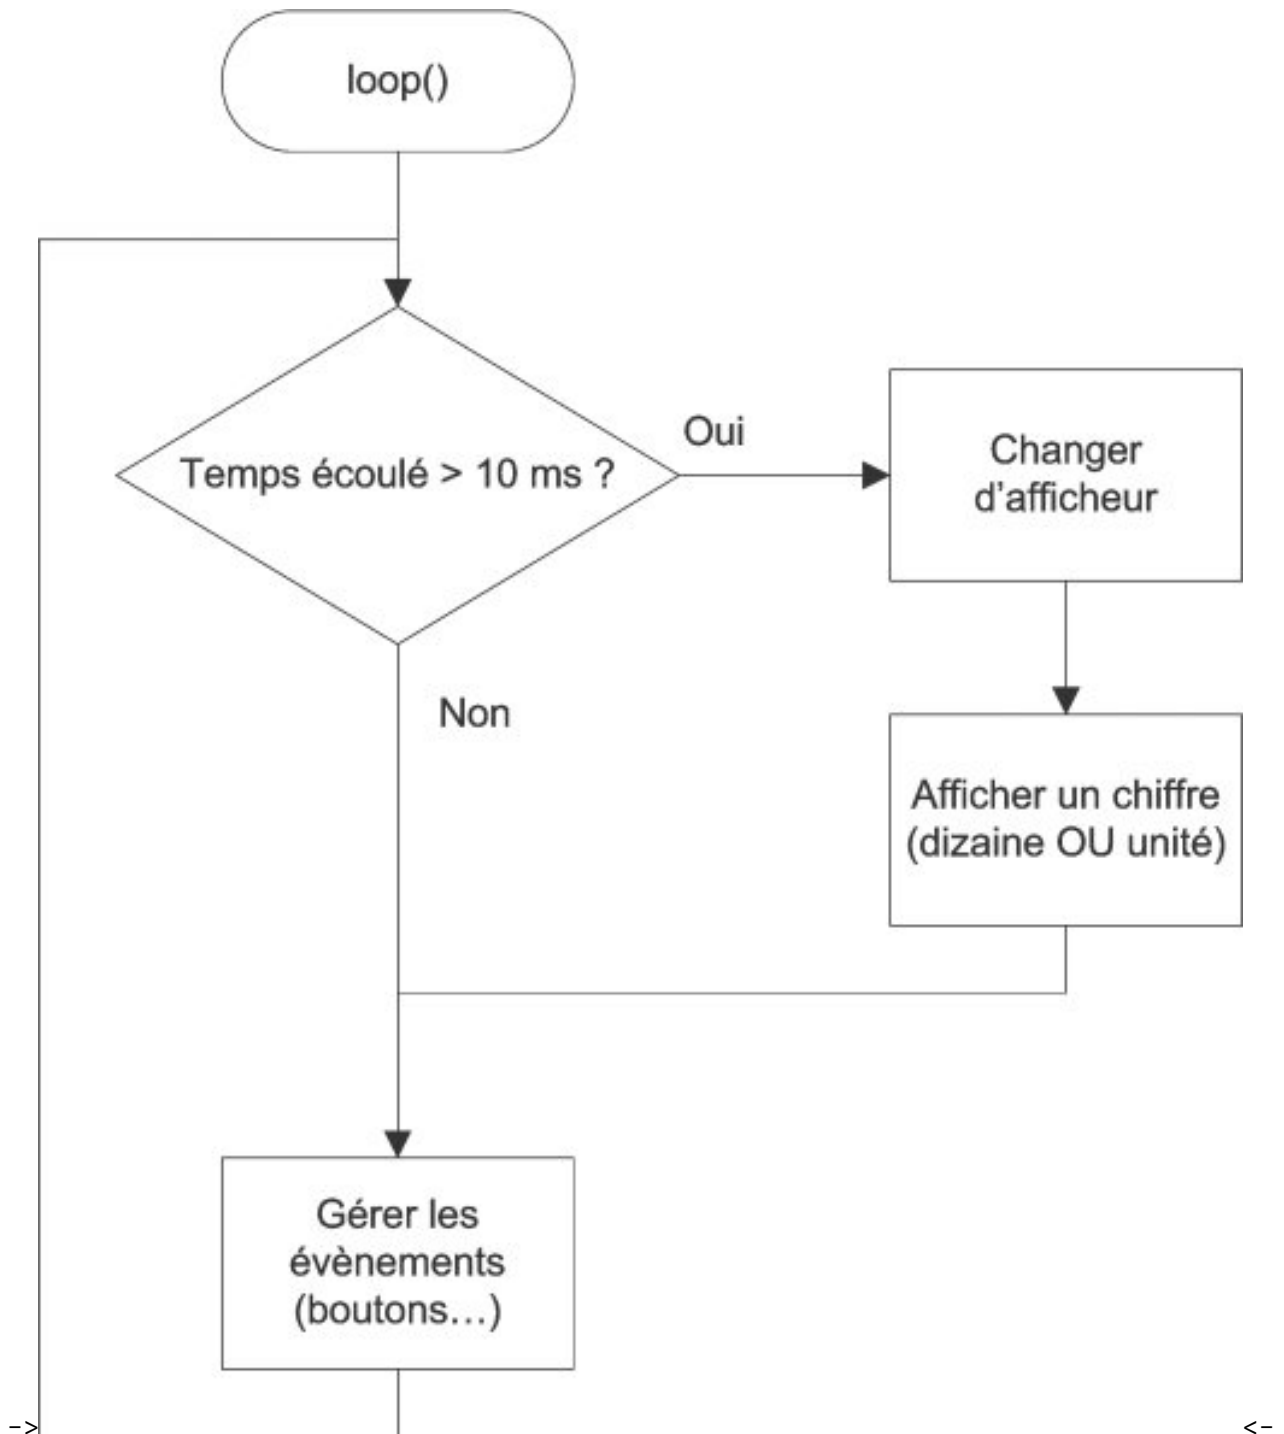 loop()
Temps écoulé > 10 ms ?
Oui
Changer
d'afficheur
Non
Afficher un chiffre
(dizaine OU unité)
Gérer les
évènements
(boutons…)
-> <-